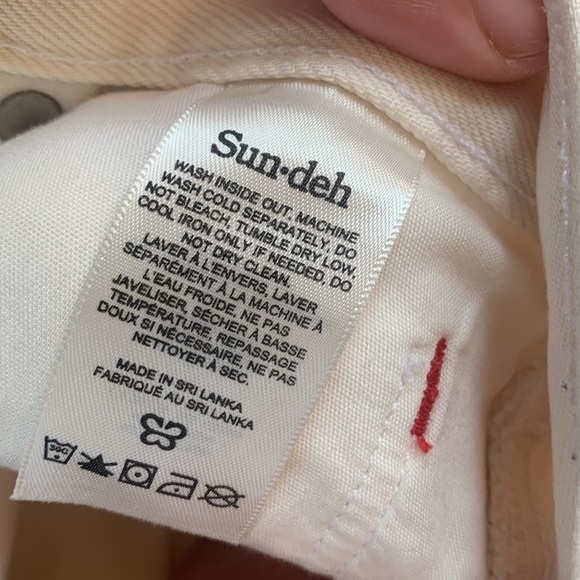 Sun•deh
WASH INSIDE OUT, MACHINE
WASH COLD SEPARATELY, DO
NOT BLEACH, TUMBLE DRY LOW,
COOL IRON ONLY IF NEEDED, DO
NOT DRY CLEAN.
LAVER À L'ENVERS, LAVER
SÉPARÉMENT À LA MACHINE À
L'EAU FROIDE, NE PAS
JAVELISER, SÉCHER À BASSE
TEMPÉRATURE, REPASSAGE
DOUX SI NÉCESSAIRE, NE PAS
NETTOYER À SEC.
MADE IN SRI LANKA
FABRIQUÉ AU SRI LANKA
30C